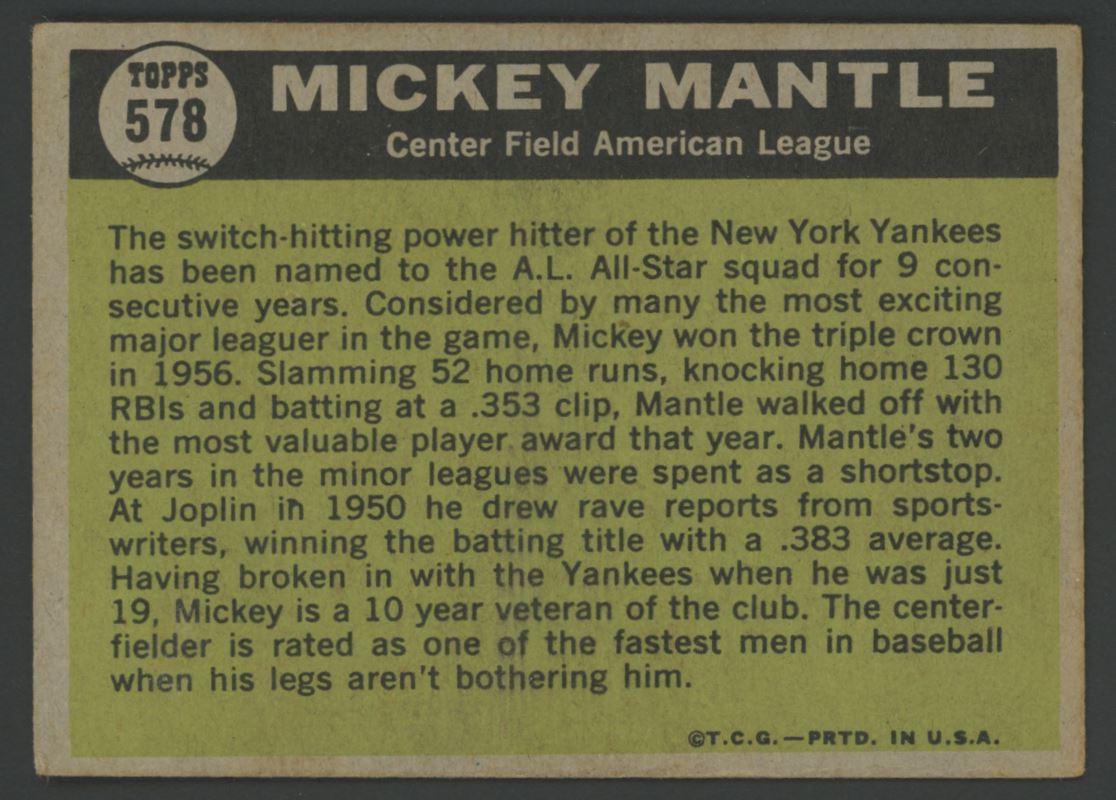 TOPPS
578
MICKEY MANTLE
Center Field American League
The switch-hitting power hitter of the New York Yankees
has been named to the A.L. All-Star squad for 9 con-
secutive years. Considered by many the most exciting
major leaguer in the game, Mickey won the triple crown
in 1956. Slamming 52 home runs, knocking home 130
RBIs and batting at a .353 clip, Mantle walked off with
the most valuable player award that year. Mantle's two
years in the minor leagues were spent as a shortstop.
At Joplin in 1950 he drew rave reports from sports-
writers, winning the batting title with a .383 average.
Having broken in with the Yankees when he was just
19, Mickey is a 10 year veteran of the club. The center-
fielder is rated as one of the fastest men in baseball
when his legs aren't bothering him.
©T.C.G.—PRTD. IN U.S.A.